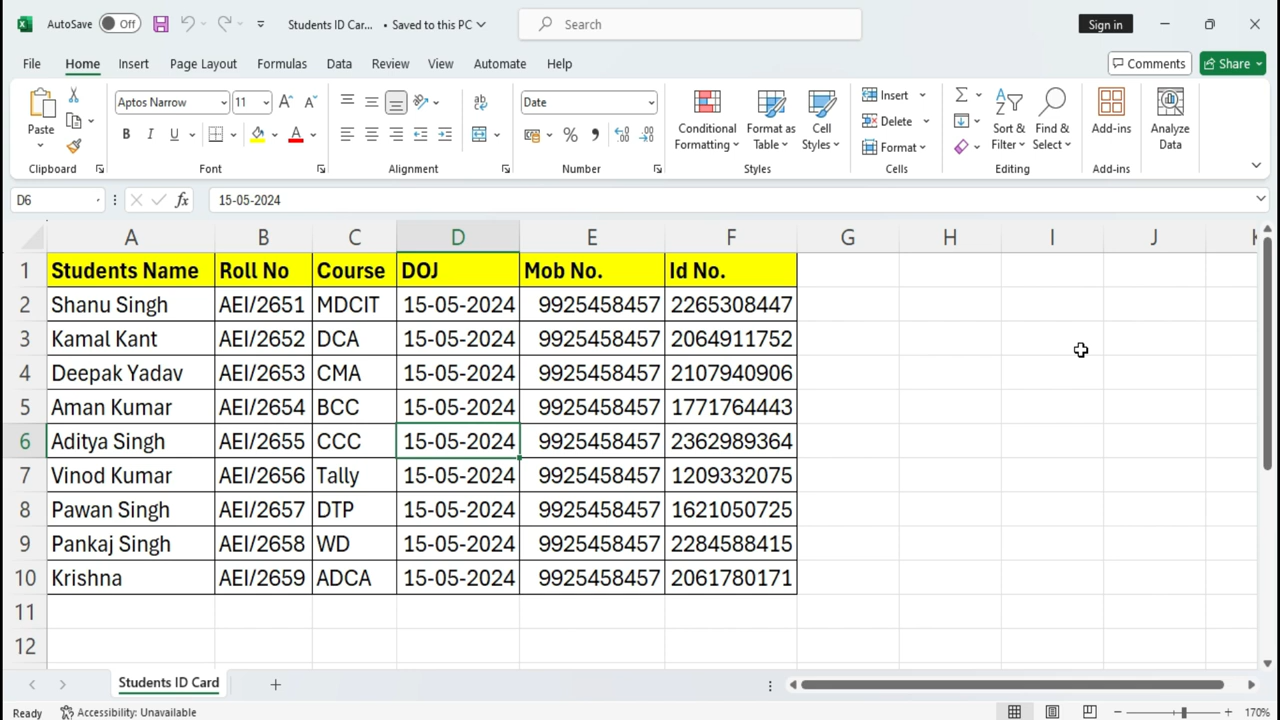 AutoSave Off Students ID Car... • Saved to this PC Search Sign in
File Home Insert Page Layout Formulas Data Review View Automate Help Comments Share
Paste Aptos Narrow 11 B I U A Date % Conditional Formatting Format as Table Cell Styles Insert Delete Format Sort & Filter Find & Select Add-ins Analyze Data
Clipboard Font Alignment Number Styles Cells Editing Add-ins
D6 fx 15-05-2024
A B C D E F G H I J K
1 Students Name Roll No Course DOJ Mob No. Id No.
2 Shanu Singh AEI/2651 MDCIT 15-05-2024 9925458457 2265308447
3 Kamal Kant AEI/2652 DCA 15-05-2024 9925458457 2064911752
4 Deepak Yadav AEI/2653 CMA 15-05-2024 9925458457 2107940906
5 Aman Kumar AEI/2654 BCC 15-05-2024 9925458457 1771764443
6 Aditya Singh AEI/2655 CCC 15-05-2024 9925458457 2362989364
7 Vinod Kumar AEI/2656 Tally 15-05-2024 9925458457 1209332075
8 Pawan Singh AEI/2657 DTP 15-05-2024 9925458457 1621050725
9 Pankaj Singh AEI/2658 WD 15-05-2024 9925458457 2284588415
10 Krishna AEI/2659 ADCA 15-05-2024 9925458457 2061780171
11
12
Students ID Card
Ready Accessibility: Unavailable 170%